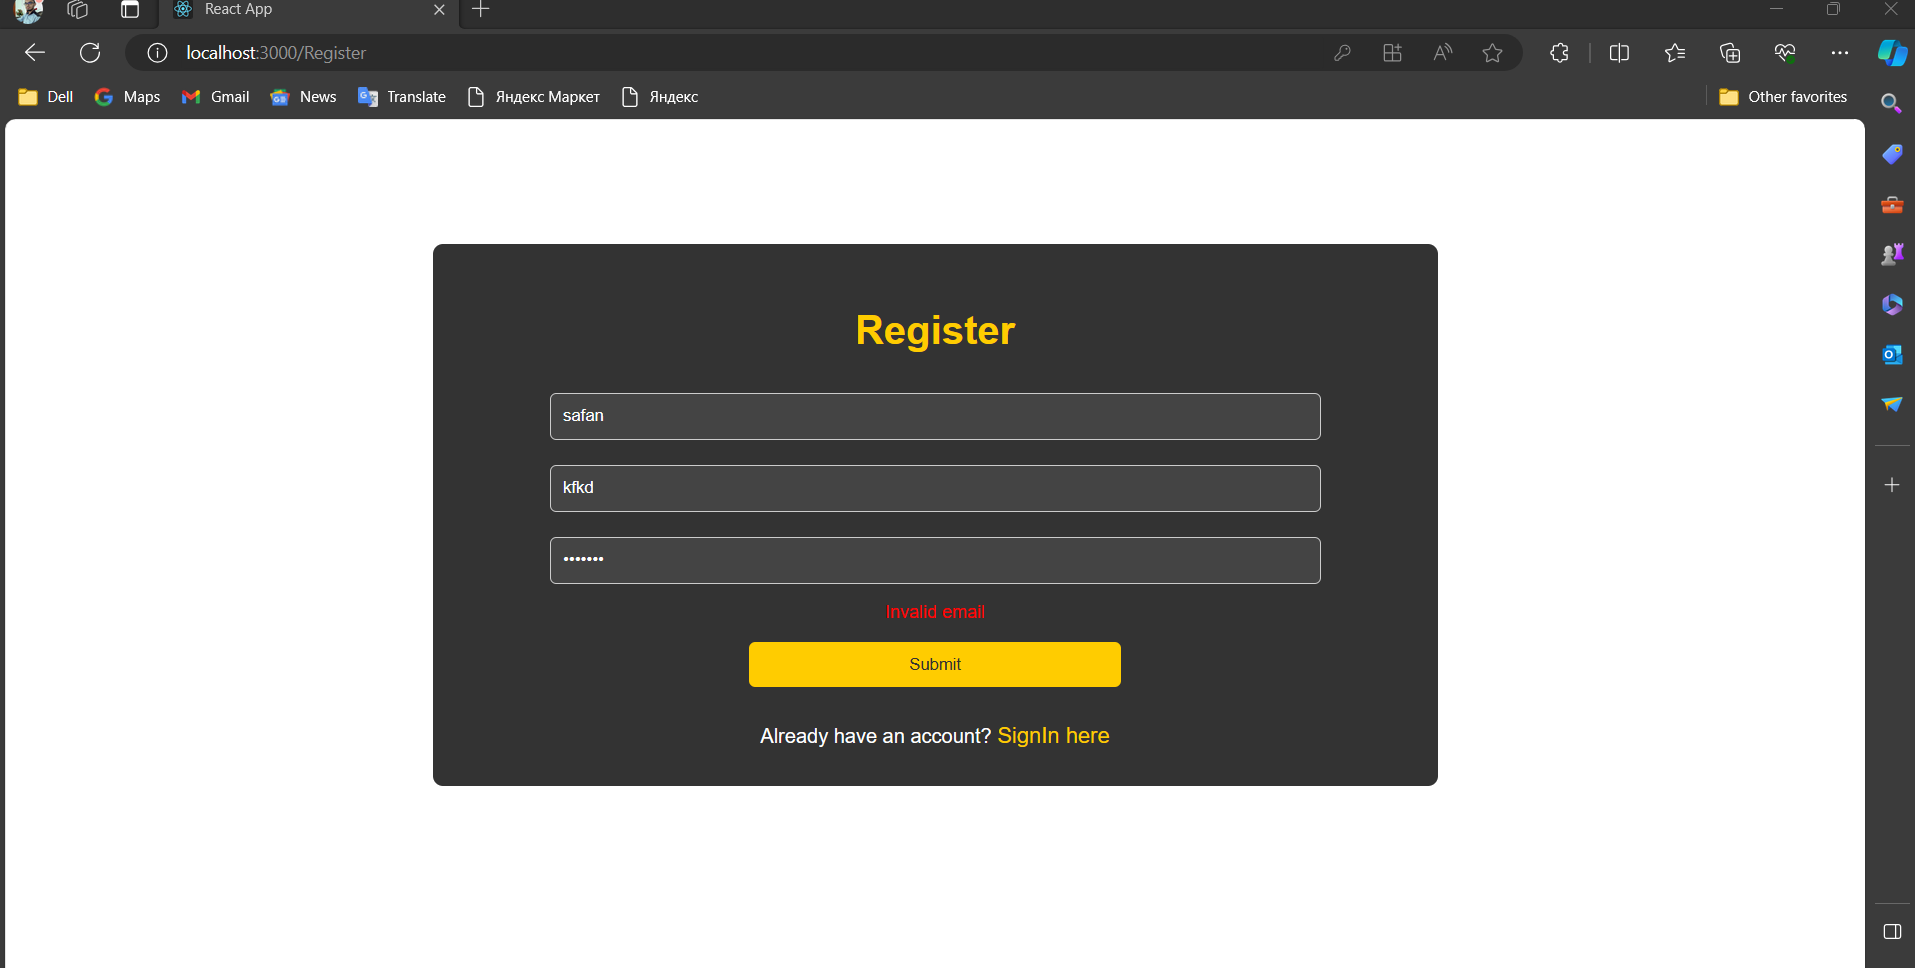 React App
localhost:3000/Register
Dell Maps Gmail News Translate Яндекс Маркет Яндекс Other favorites
Register
safan
kfkd
•••••••
Invalid email
Submit
Already have an account? SignIn here